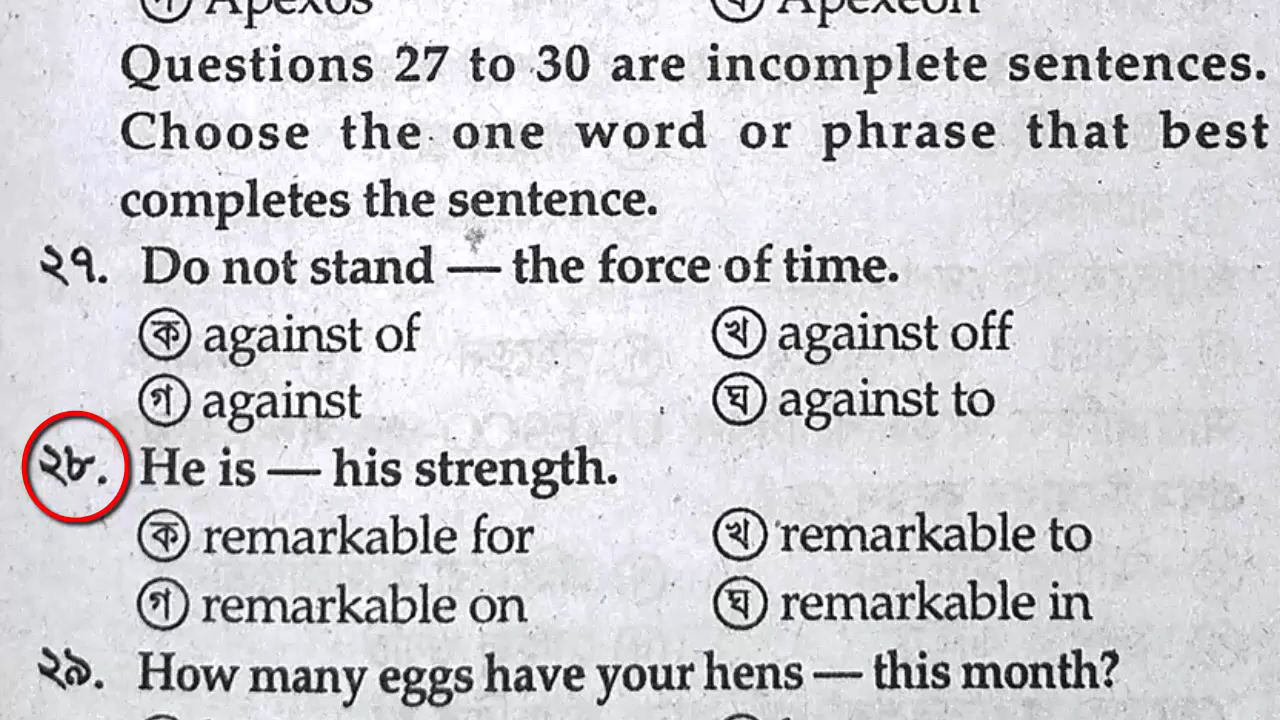 Apexos Apexeon
Questions 27 to 30 are incomplete sentences.
Choose the one word or phrase that best
completes the sentence.
২৭. Do not stand — the force of time.
ক against of খ against off
গ against ঘ against to
২৮. He is — his strength.
ক remarkable for খ remarkable to
গ remarkable on ঘ remarkable in
২৯. How many eggs have your hens — this month?